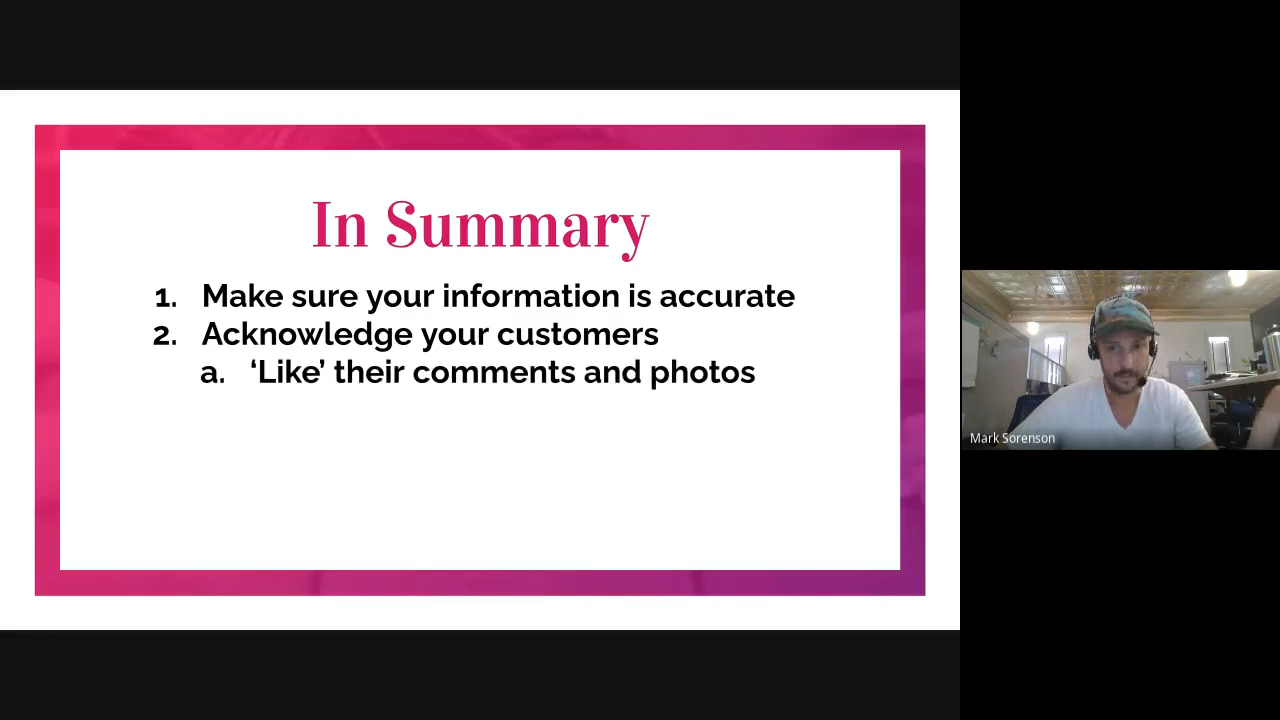 In Summary
1. Make sure your information is accurate
2. Acknowledge your customers
a. ‘Like’ their comments and photos
Mark Sorenson